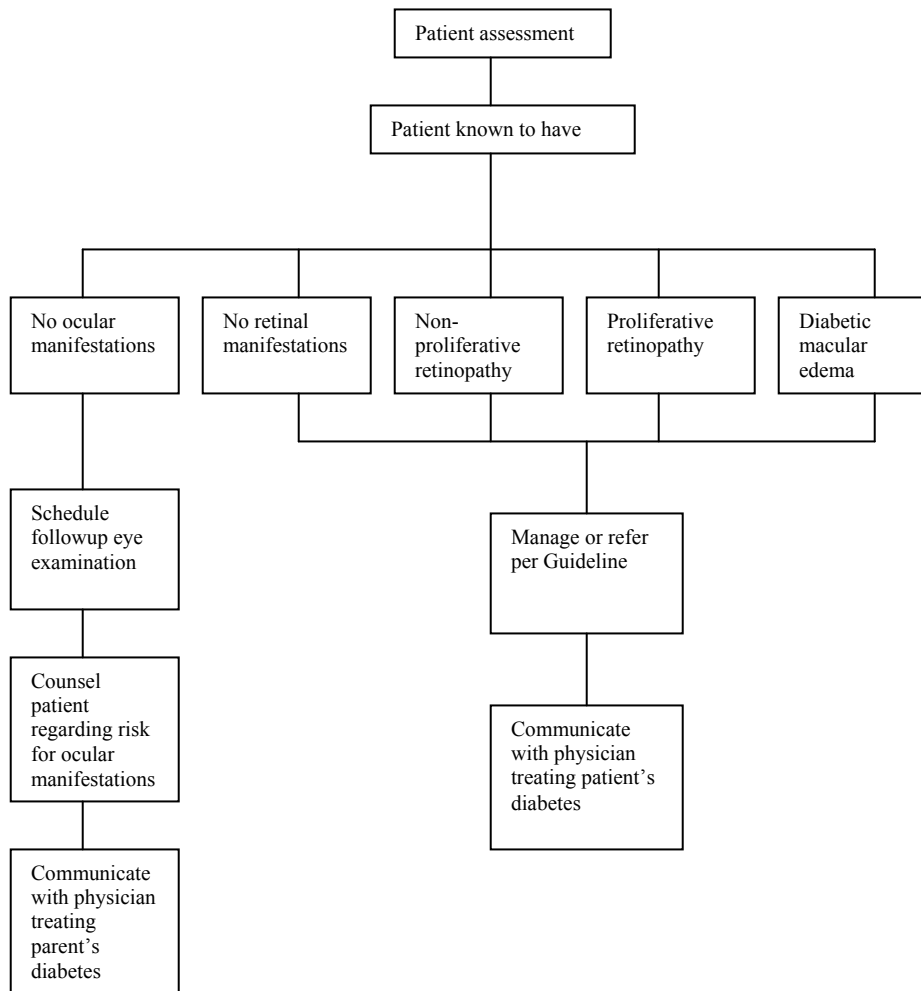 Patient assessment
Patient known to have
No ocular
manifestations
No retinal
manifestations
Non-
proliferative
retinopathy
Proliferative
retinopathy
Diabetic
macular
edema
Schedule
followup eye
examination
Counsel
patient
regarding risk
for ocular
manifestations
Communicate
with physician
treating
parent's
diabetes
Manage or refer
per Guideline
Communicate
with physician
treating patient's
diabetes